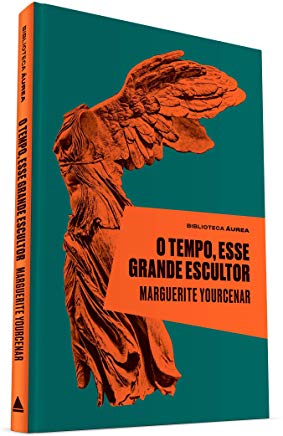 BIBLIOTECA ÁUREA
O TEMPO, ESSE
GRANDE ESCULTOR
MARGUERITE YOURCENAR
BIBLIOTECA ÁUREA
O TEMPO, ESSE GRANDE ESCULTOR MARGUERITE YOURCENAR